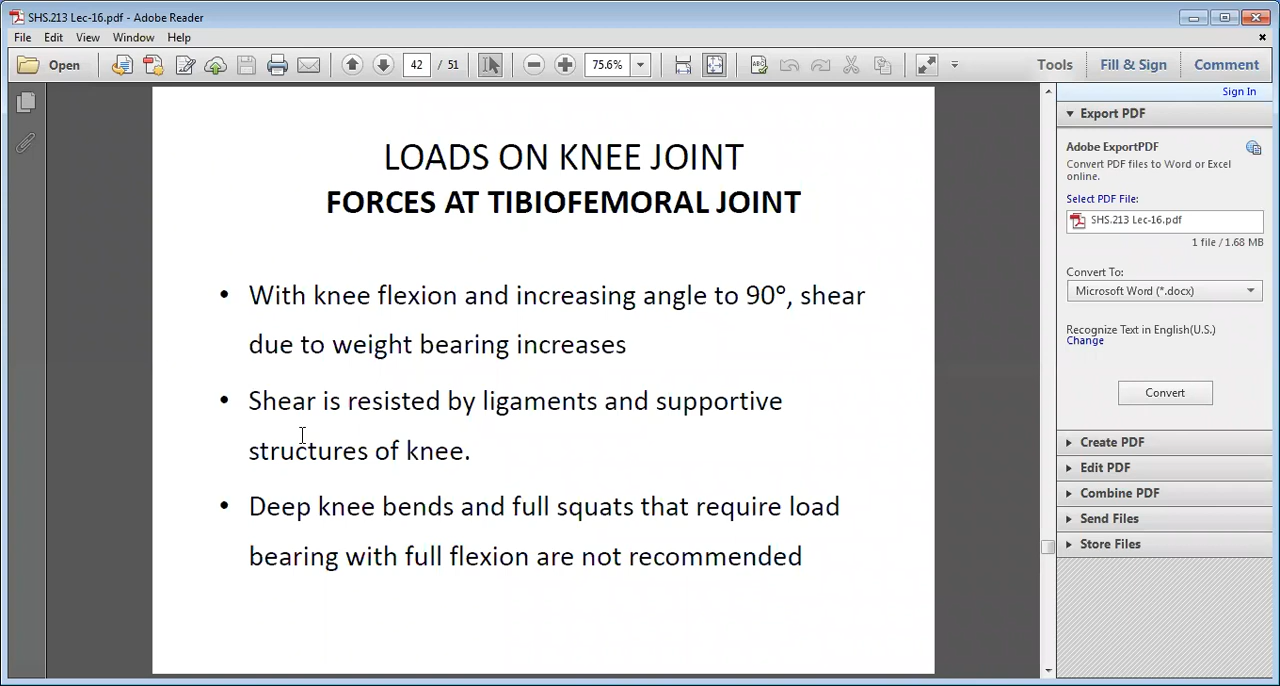 SHS.213 Lec-16.pdf - Adobe Reader
File Edit View Window Help
Open 42 / 51 75.6% Tools Fill & Sign Comment
Sign In
Export PDF
Adobe ExportPDF
Convert PDF files to Word or Excel
online.
Select PDF File:
SHS.213 Lec-16.pdf
1 file / 1.68 MB
Convert To:
Microsoft Word (*.docx)
Recognize Text in English(U.S.)
Change
Convert
Create PDF
Edit PDF
Combine PDF
Send Files
Store Files
LOADS ON KNEE JOINT
FORCES AT TIBIOFEMORAL JOINT
• With knee flexion and increasing angle to 90°, shear
due to weight bearing increases
• Shear is resisted by ligaments and supportive
structures of knee.
• Deep knee bends and full squats that require load
bearing with full flexion are not recommended